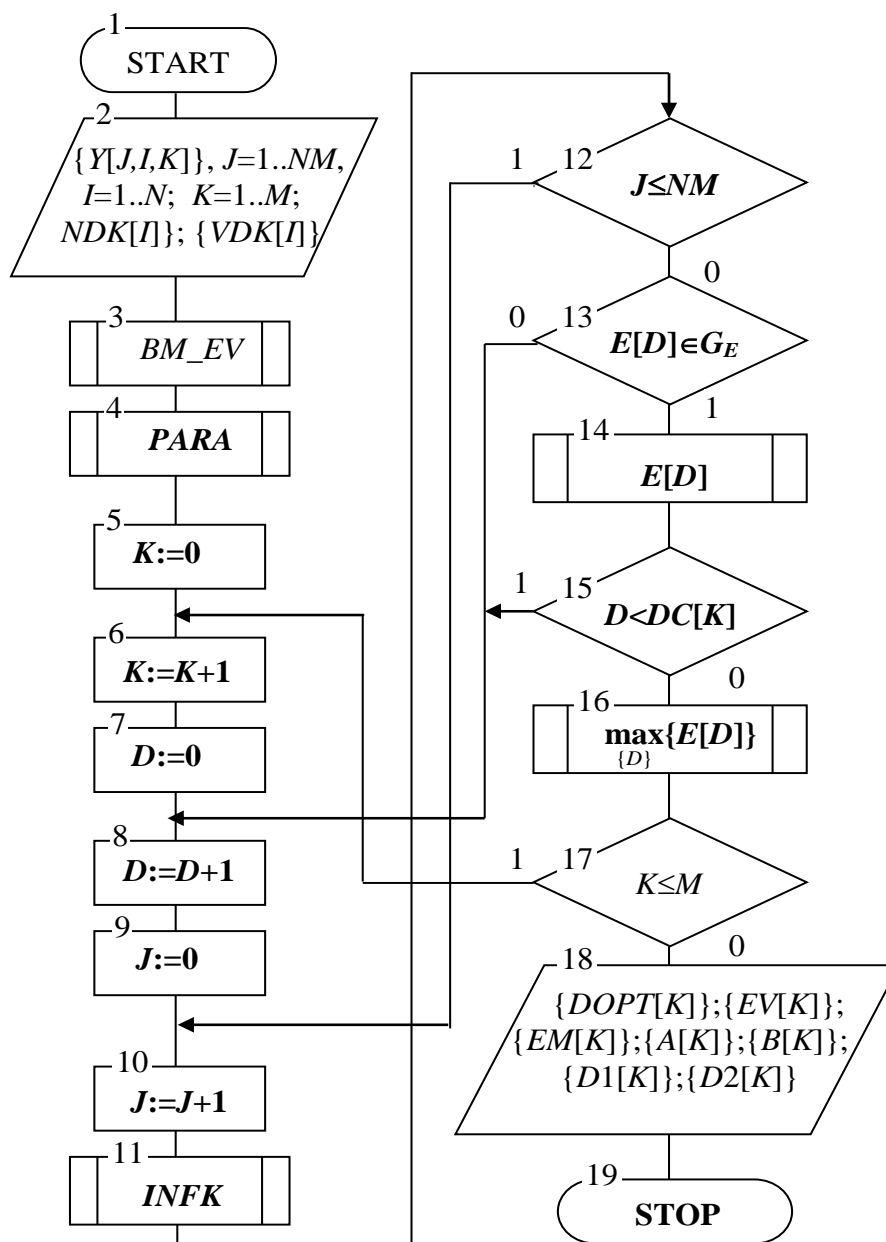 1
START
2
{Y[J,I,K]}, J=1..NM,
I=1..N; K=1..M;
NDK[I]}; {VDK[I]}
3
BM_EV
4
PARA
5
K:=0
6
K:=K+1
7
D:=0
8
D:=D+1
9
J:=0
10
J:=J+1
11
INFK
1
12
J≤NM
0
0
13
E[D]∈G_E
1
14
E[D]
1
15
D<DC[K]
0
16
max{E[D]}
{D}
1
17
K≤M
0
18
{DOPT[K]};{EV[K]};
{EM[K]};{A[K]};{B[K]};
{D1[K]};{D2[K]}
19
STOP